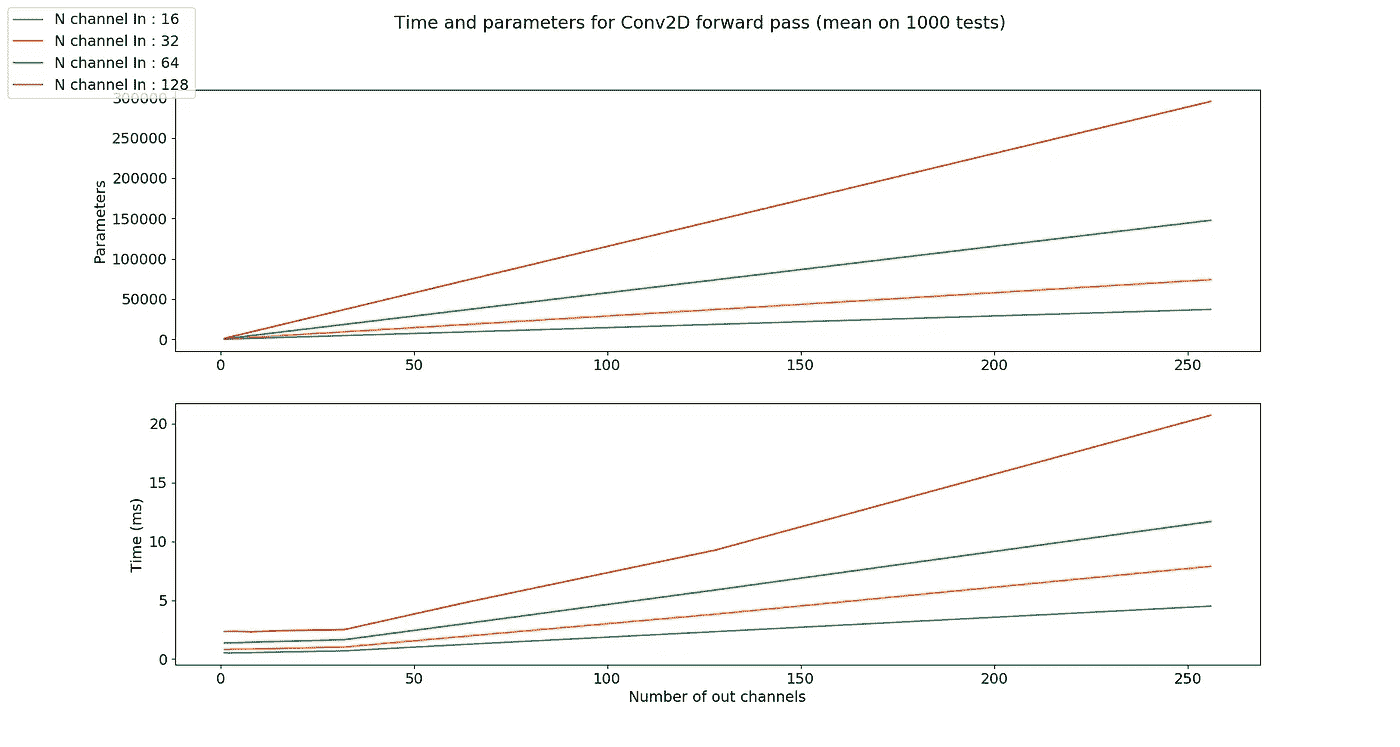 N channel In : 16
N channel In : 32
N channel In : 64
N channel In : 128
Time and parameters for Conv2D forward pass (mean on 1000 tests)
300000
250000
200000
150000
100000
50000
0
Parameters
0 50 100 150 200 250
20
15
10
5
0
Time (ms)
0 50 100 150 200 250
Number of out channels